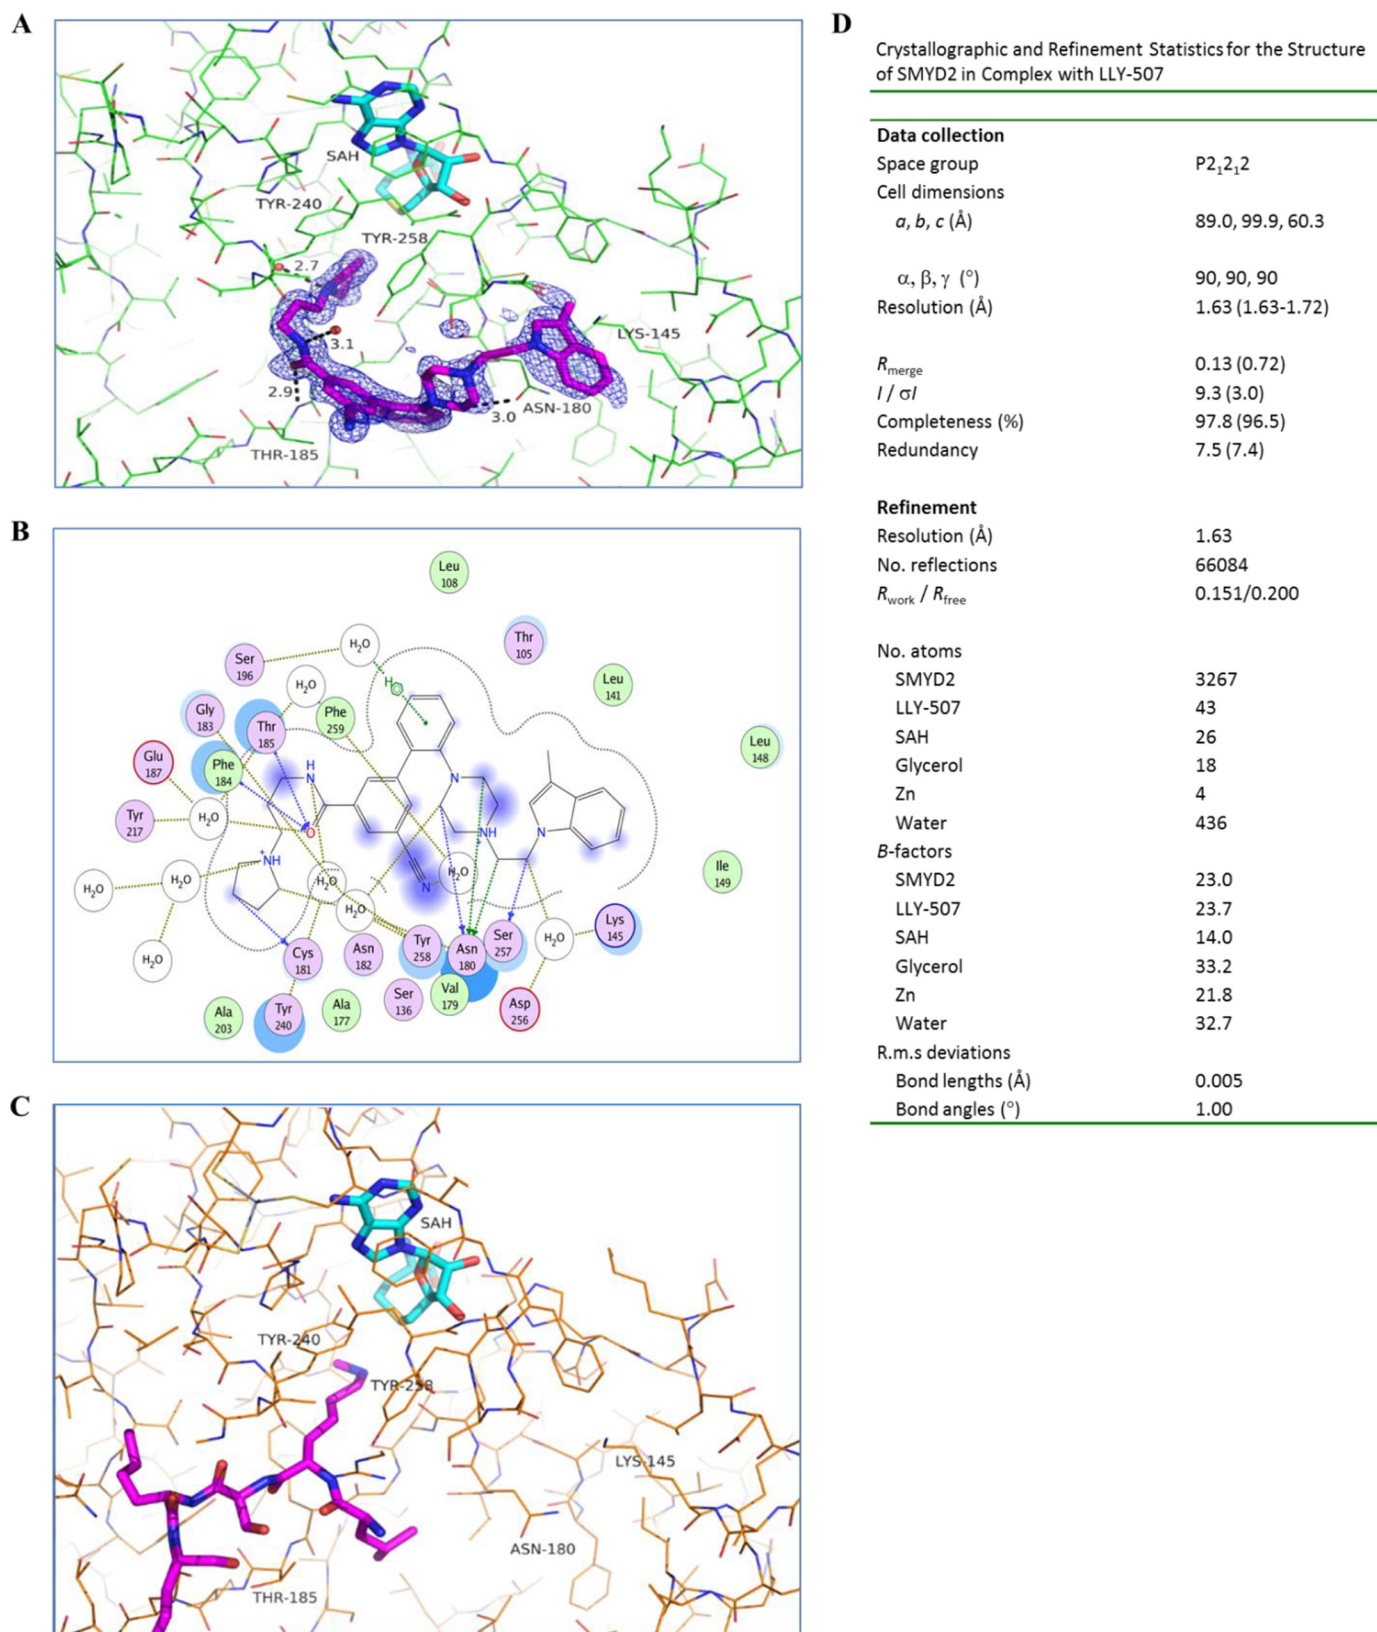 A
SAH
TYR-240
TYR-258
2.7
LYS-145
3.1
2.9
ASN-180
3.0
THR-185
B
Leu
108
H₂O
Thr
105
Ser
196
H
H₂O
Leu
141
Gly
183
Thr
185
Phe
259
Leu
148
Glu
187
Phe
184
H
N
N
Tyr
217
H₂O
O
NH
+
N
NH
+
H₂O
H₂O
H₂O
N
H₂O
Ile
149
H₂O
Lys
145
H₂O
Cys
181
Asn
182
Tyr
258
Asn
180
Ser
257
H₂O
Ala
203
Tyr
240
Ala
177
Ser
136
Val
179
Asp
256
C
SAH
TYR-240
TYR-258
LYS-145
ASN-180
THR-185
D
Crystallographic and Refinement Statistics for the Structure
of SMYD2 in Complex with LLY-507
Data collection
Space group P2₁2₁2
Cell dimensions
a, b, c (Å) 89.0, 99.9, 60.3
α, β, γ (°) 90, 90, 90
Resolution (Å) 1.63 (1.63-1.72)
Rmerge 0.13 (0.72)
I / σI 9.3 (3.0)
Completeness (%) 97.8 (96.5)
Redundancy 7.5 (7.4)
Refinement
Resolution (Å) 1.63
No. reflections 66084
Rwork / Rfree 0.151/0.200
No. atoms
SMYD2 3267
LLY-507 43
SAH 26
Glycerol 18
Zn 4
Water 436
B-factors
SMYD2 23.0
LLY-507 23.7
SAH 14.0
Glycerol 33.2
Zn 21.8
Water 32.7
R.m.s deviations
Bond lengths (Å) 0.005
Bond angles (°) 1.00